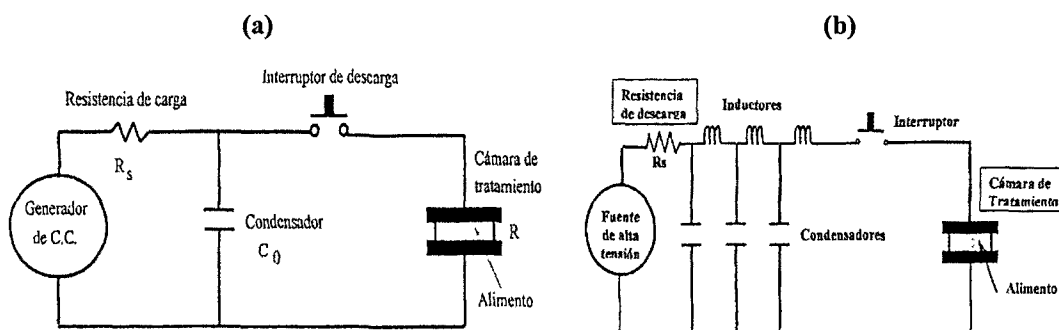 (a)
Interruptor de descarga
Resistencia de carga
R s
Generador
de C.C.
Condensador
C 0
Cámara de
tratamiento
R
Alimento
(b)
Resistencia
de descarga
Rs
Inductores
Interruptor
Fuente
de alta
tensión
Condensadores
Cámara de
Tratamiento
Alimento